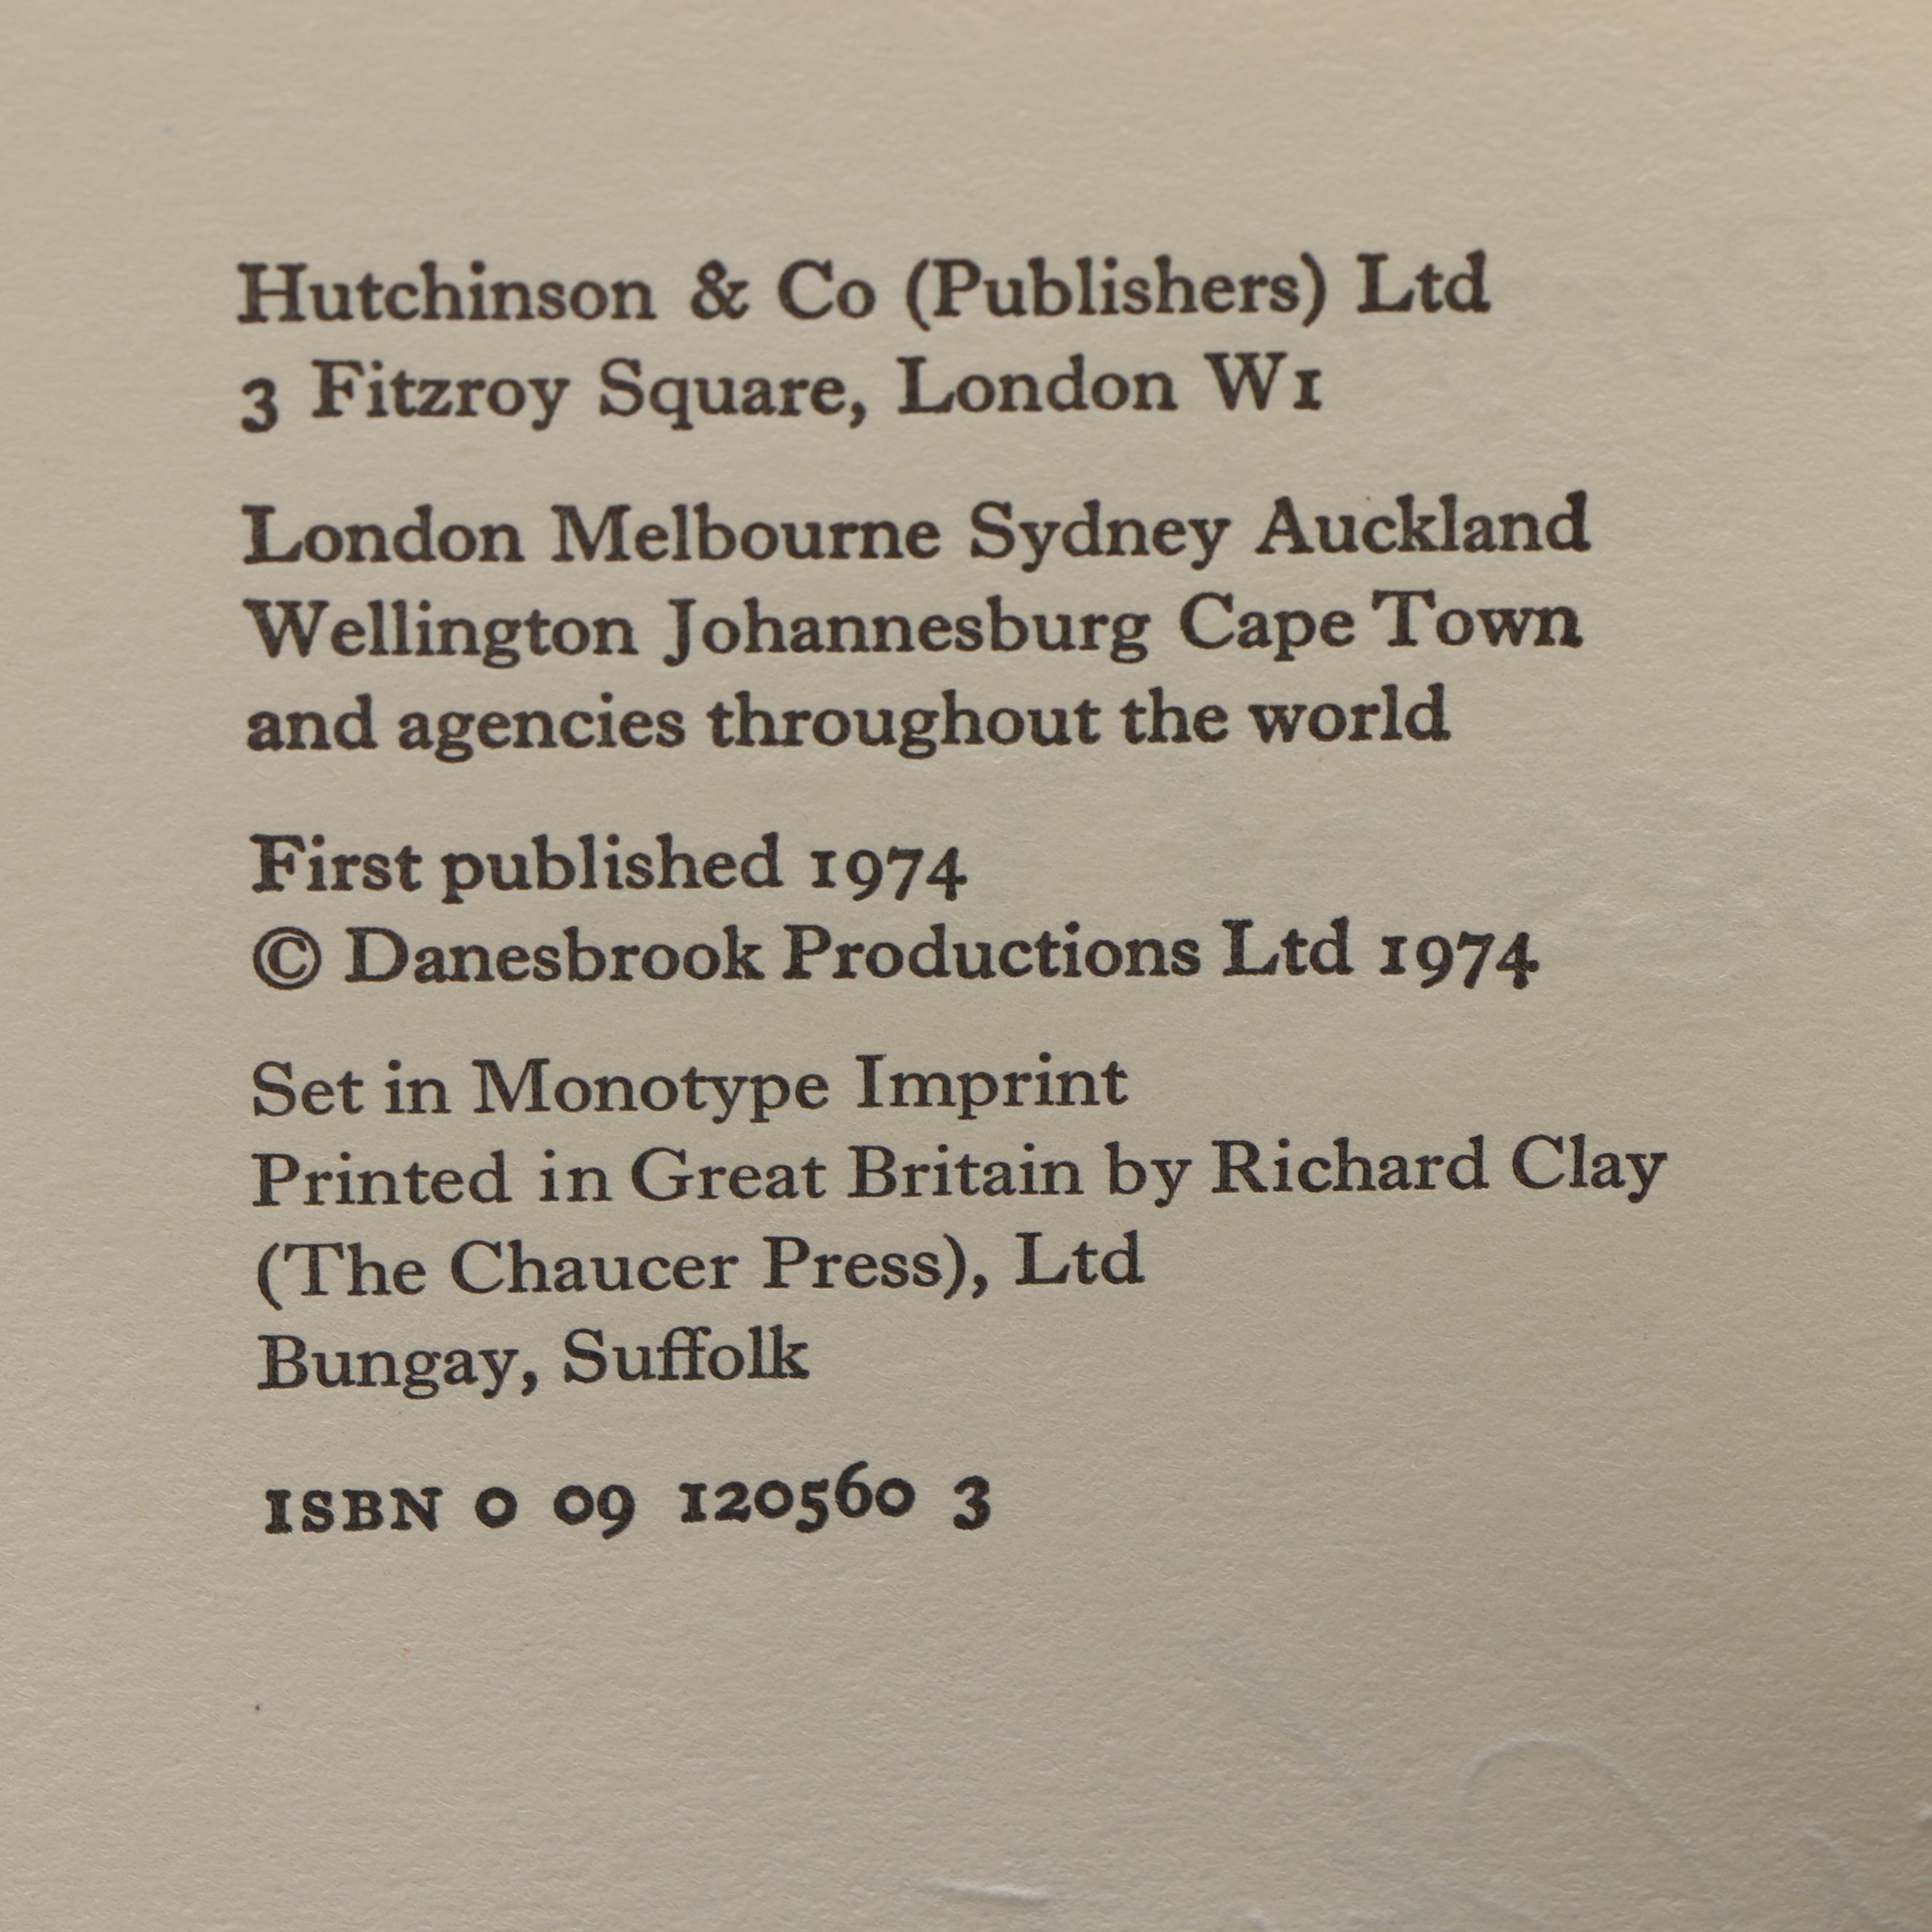 Hutchinson & Co (Publishers) Ltd
3 Fitzroy Square, London W1
London Melbourne Sydney Auckland
Wellington Johannesburg Cape Town
and agencies throughout the world
First published 1974
© Danesbrook Productions Ltd 1974
Set in Monotype Imprint
Printed in Great Britain by Richard Clay
(The Chaucer Press), Ltd
Bungay, Suffolk
ISBN 0 09 120560 3